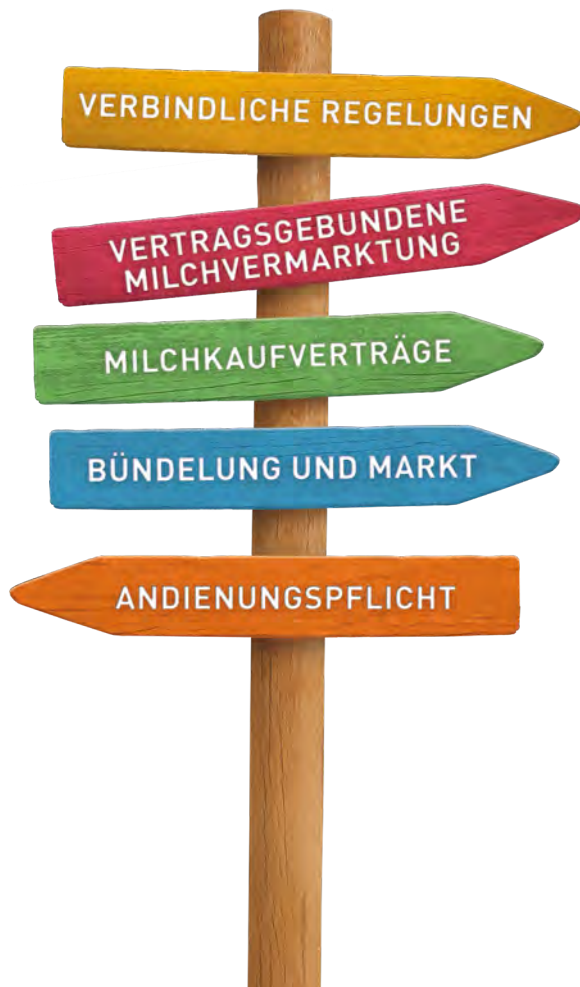 VERBINDLICHE REGELUNGEN
VERTRAGSGEBUNDENE
MILCHVERMARKTUNG
MILCHKAUFVERTRÄGE
BÜNDELUNG UND MARKT
ANDIENUNGSPFLICHT